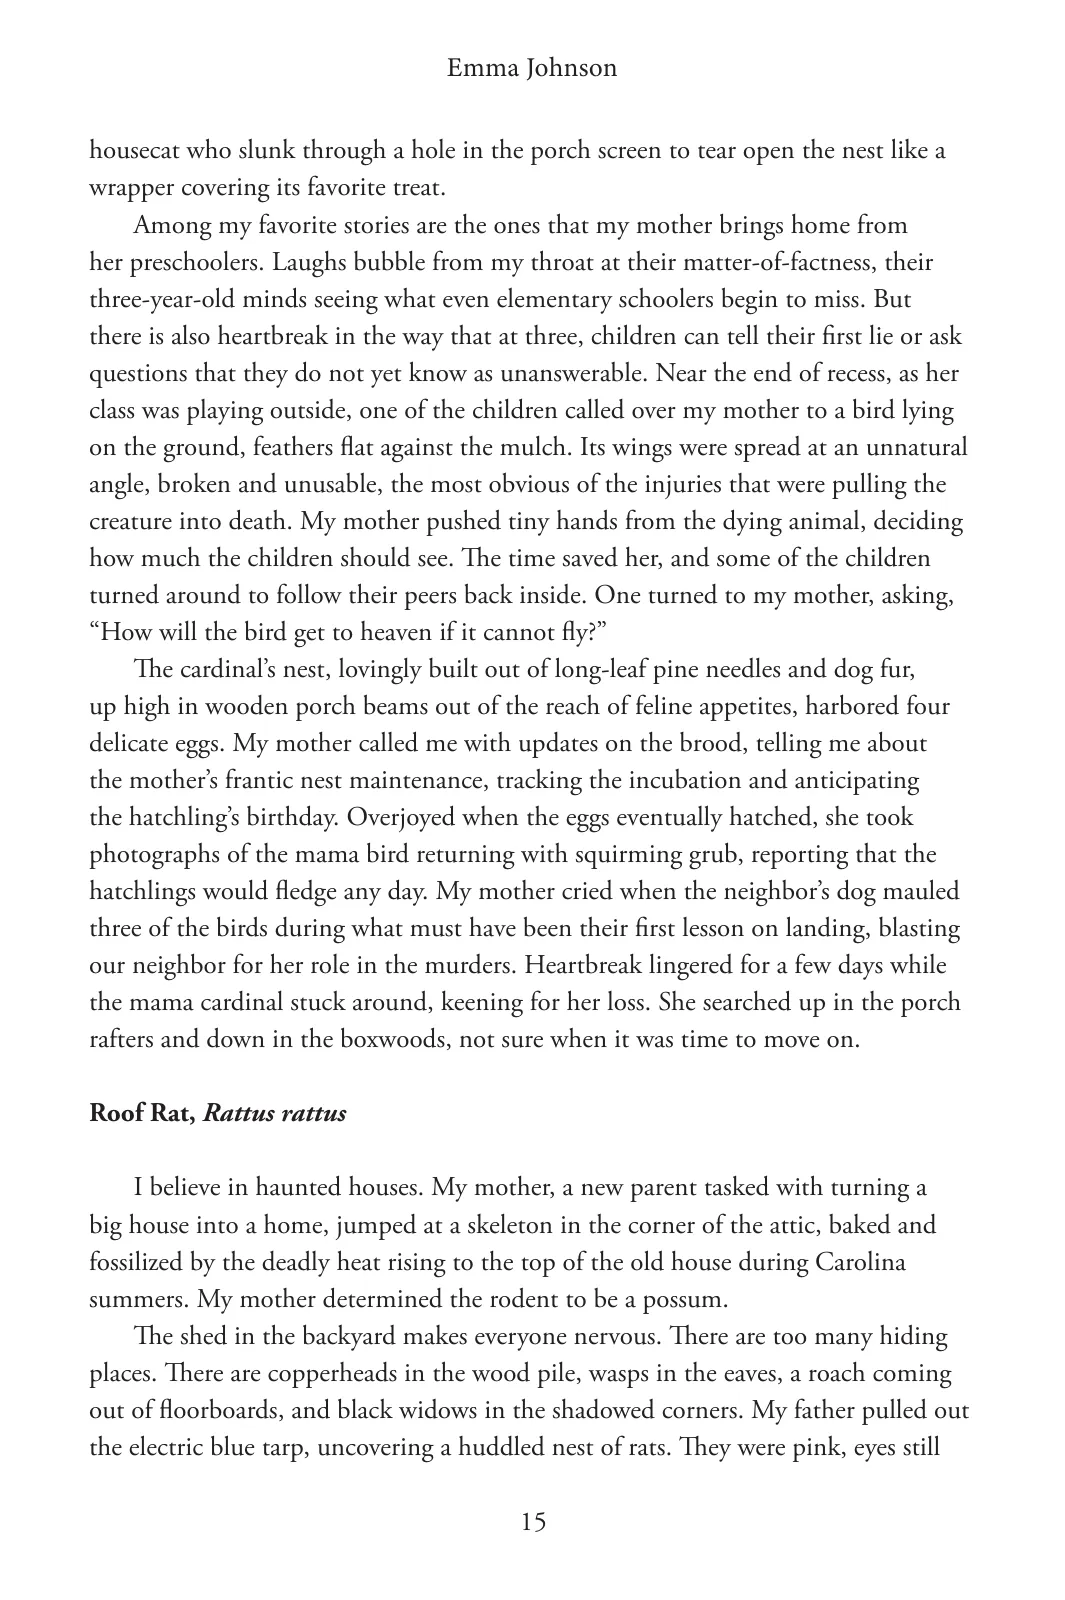 Emma Johnson
housecat who slunk through a hole in the porch screen to tear open the nest like a
wrapper covering its favorite treat.
Among my favorite stories are the ones that my mother brings home from
her preschoolers. Laughs bubble from my throat at their matter-of-factness, their
three-year-old minds seeing what even elementary schoolers begin to miss. But
there is also heartbreak in the way that at three, children can tell their first lie or ask
questions that they do not yet know as unanswerable. Near the end of recess, as her
class was playing outside, one of the children called over my mother to a bird lying
on the ground, feathers flat against the mulch. Its wings were spread at an unnatural
angle, broken and unusable, the most obvious of the injuries that were pulling the
creature into death. My mother pushed tiny hands from the dying animal, deciding
how much the children should see. The time saved her, and some of the children
turned around to follow their peers back inside. One turned to my mother, asking,
“How will the bird get to heaven if it cannot fly?”
The cardinal’s nest, lovingly built out of long-leaf pine needles and dog fur,
up high in wooden porch beams out of the reach of feline appetites, harbored four
delicate eggs. My mother called me with updates on the brood, telling me about
the mother’s frantic nest maintenance, tracking the incubation and anticipating
the hatchling’s birthday. Overjoyed when the eggs eventually hatched, she took
photographs of the mama bird returning with squirming grub, reporting that the
hatchlings would fledge any day. My mother cried when the neighbor’s dog mauled
three of the birds during what must have been their first lesson on landing, blasting
our neighbor for her role in the murders. Heartbreak lingered for a few days while
the mama cardinal stuck around, keening for her loss. She searched up in the porch
rafters and down in the boxwoods, not sure when it was time to move on.
Roof Rat, Rattus rattus
I believe in haunted houses. My mother, a new parent tasked with turning a
big house into a home, jumped at a skeleton in the corner of the attic, baked and
fossilized by the deadly heat rising to the top of the old house during Carolina
summers. My mother determined the rodent to be a possum.
The shed in the backyard makes everyone nervous. There are too many hiding
places. There are copperheads in the wood pile, wasps in the eaves, a roach coming
out of floorboards, and black widows in the shadowed corners. My father pulled out
the electric blue tarp, uncovering a huddled nest of rats. They were pink, eyes still
15